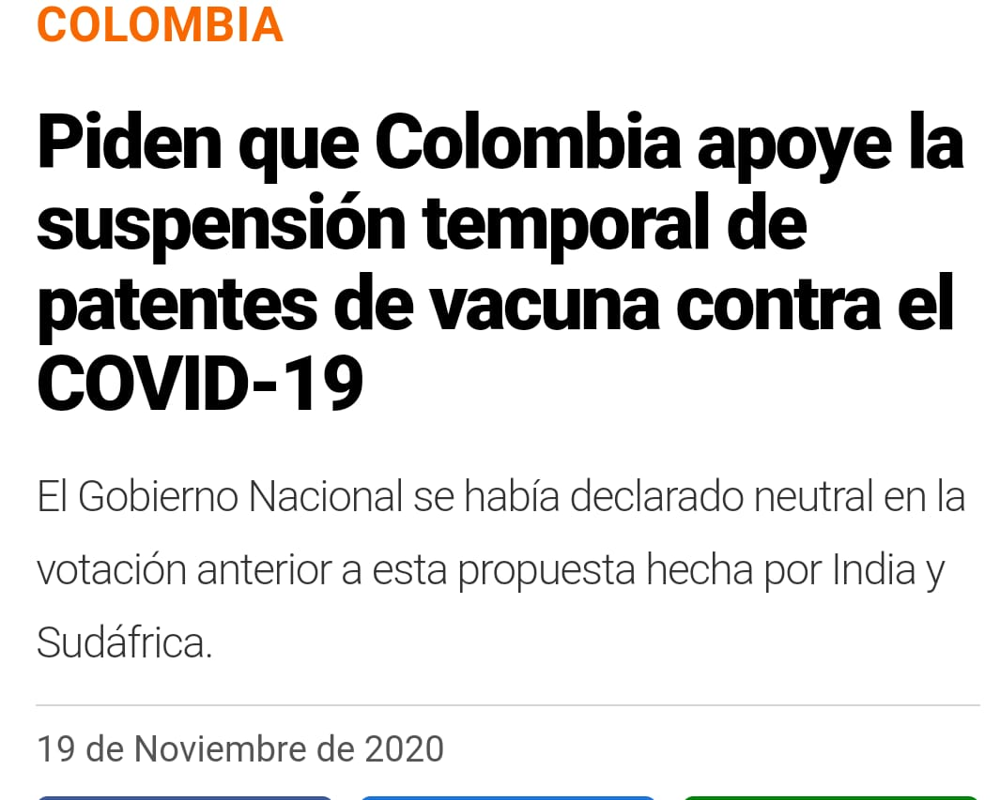 COLOMBIA
Piden que Colombia apoye la
suspensión temporal de
patentes de vacuna contra el
COVID-19
El Gobierno Nacional se había declarado neutral en la
votación anterior a esta propuesta hecha por India y
Sudáfrica.
19 de Noviembre de 2020